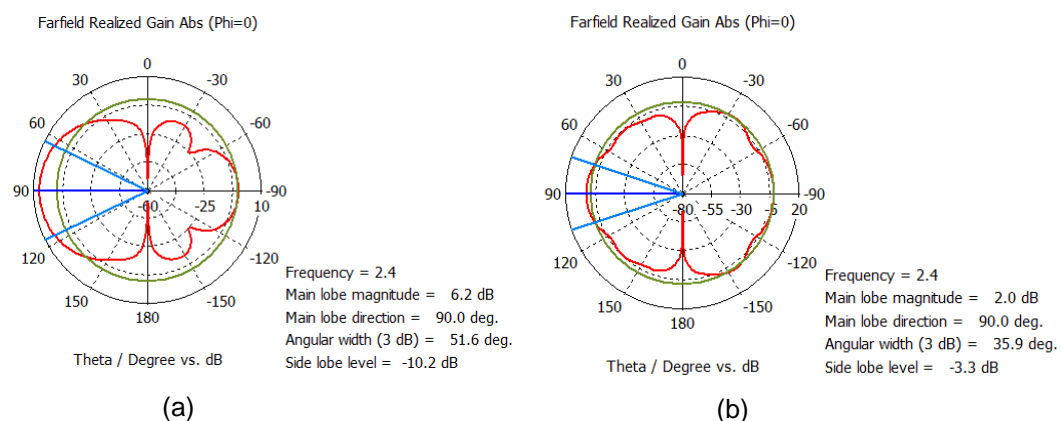 Farfield Realized Gain Abs (Phi=0)
0
30
-30
60
-60
90
-60
-25
10
-90
120
-120
150
-150
180
Frequency = 2.4
Main lobe magnitude = 6.2 dB
Main lobe direction = 90.0 deg.
Angular width (3 dB) = 51.6 deg.
Side lobe level = -10.2 dB
Theta / Degree vs. dB
(a)
Farfield Realized Gain Abs (Phi=0)
0
30
-30
60
-60
90
-80
-55
-30
-5
20
-90
120
-120
150
-150
180
Frequency = 2.4
Main lobe magnitude = 2.0 dB
Main lobe direction = 90.0 deg.
Angular width (3 dB) = 35.9 deg.
Side lobe level = -3.3 dB
Theta / Degree vs. dB
(b)